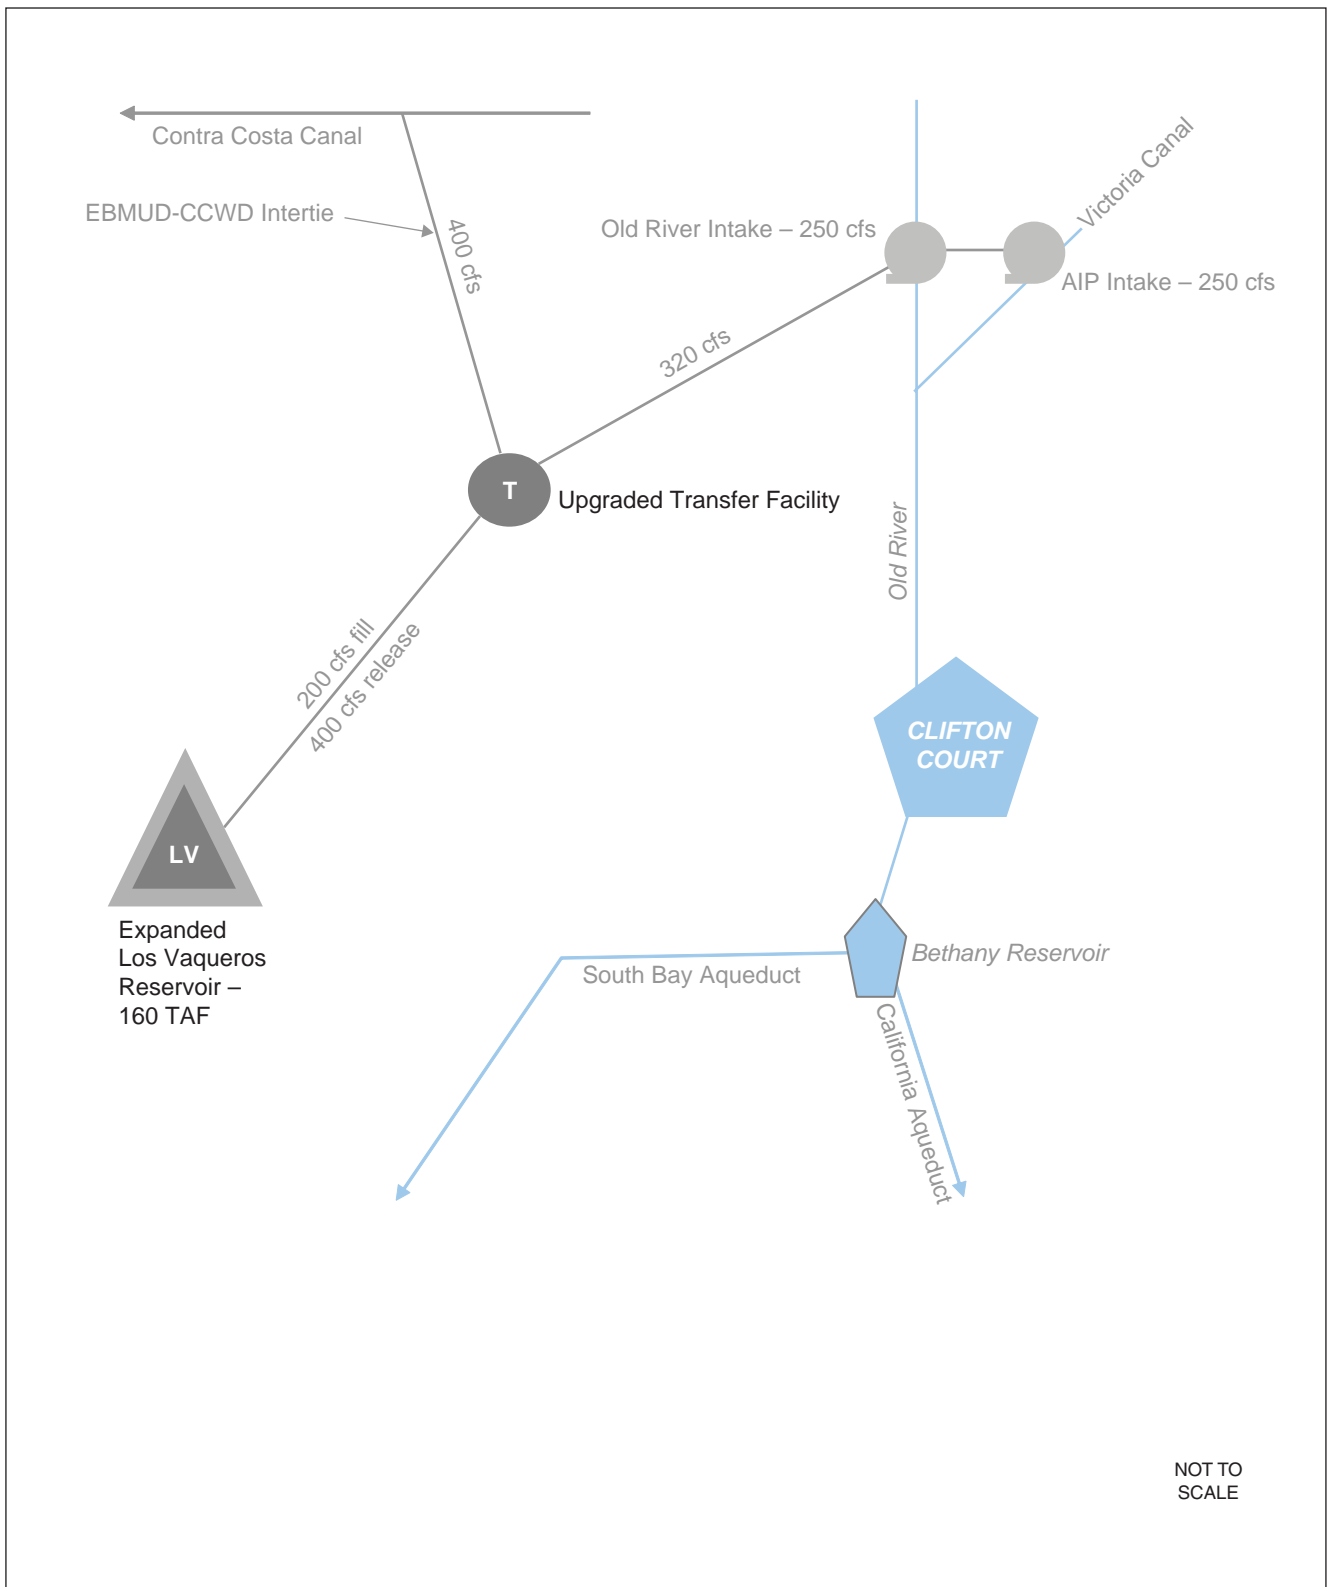 Contra Costa Canal
EBMUD-CCWD Intertie
400 cfs
Old River Intake – 250 cfs
Victoria Canal
AIP Intake – 250 cfs
320 cfs
T
Upgraded Transfer Facility
Old River
200 cfs fill
400 cfs release
CLIFTON
COURT
LV
Expanded
Los Vaqueros
Reservoir –
160 TAF
Bethany Reservoir
South Bay Aqueduct
California Aqueduct
NOT TO
SCALE